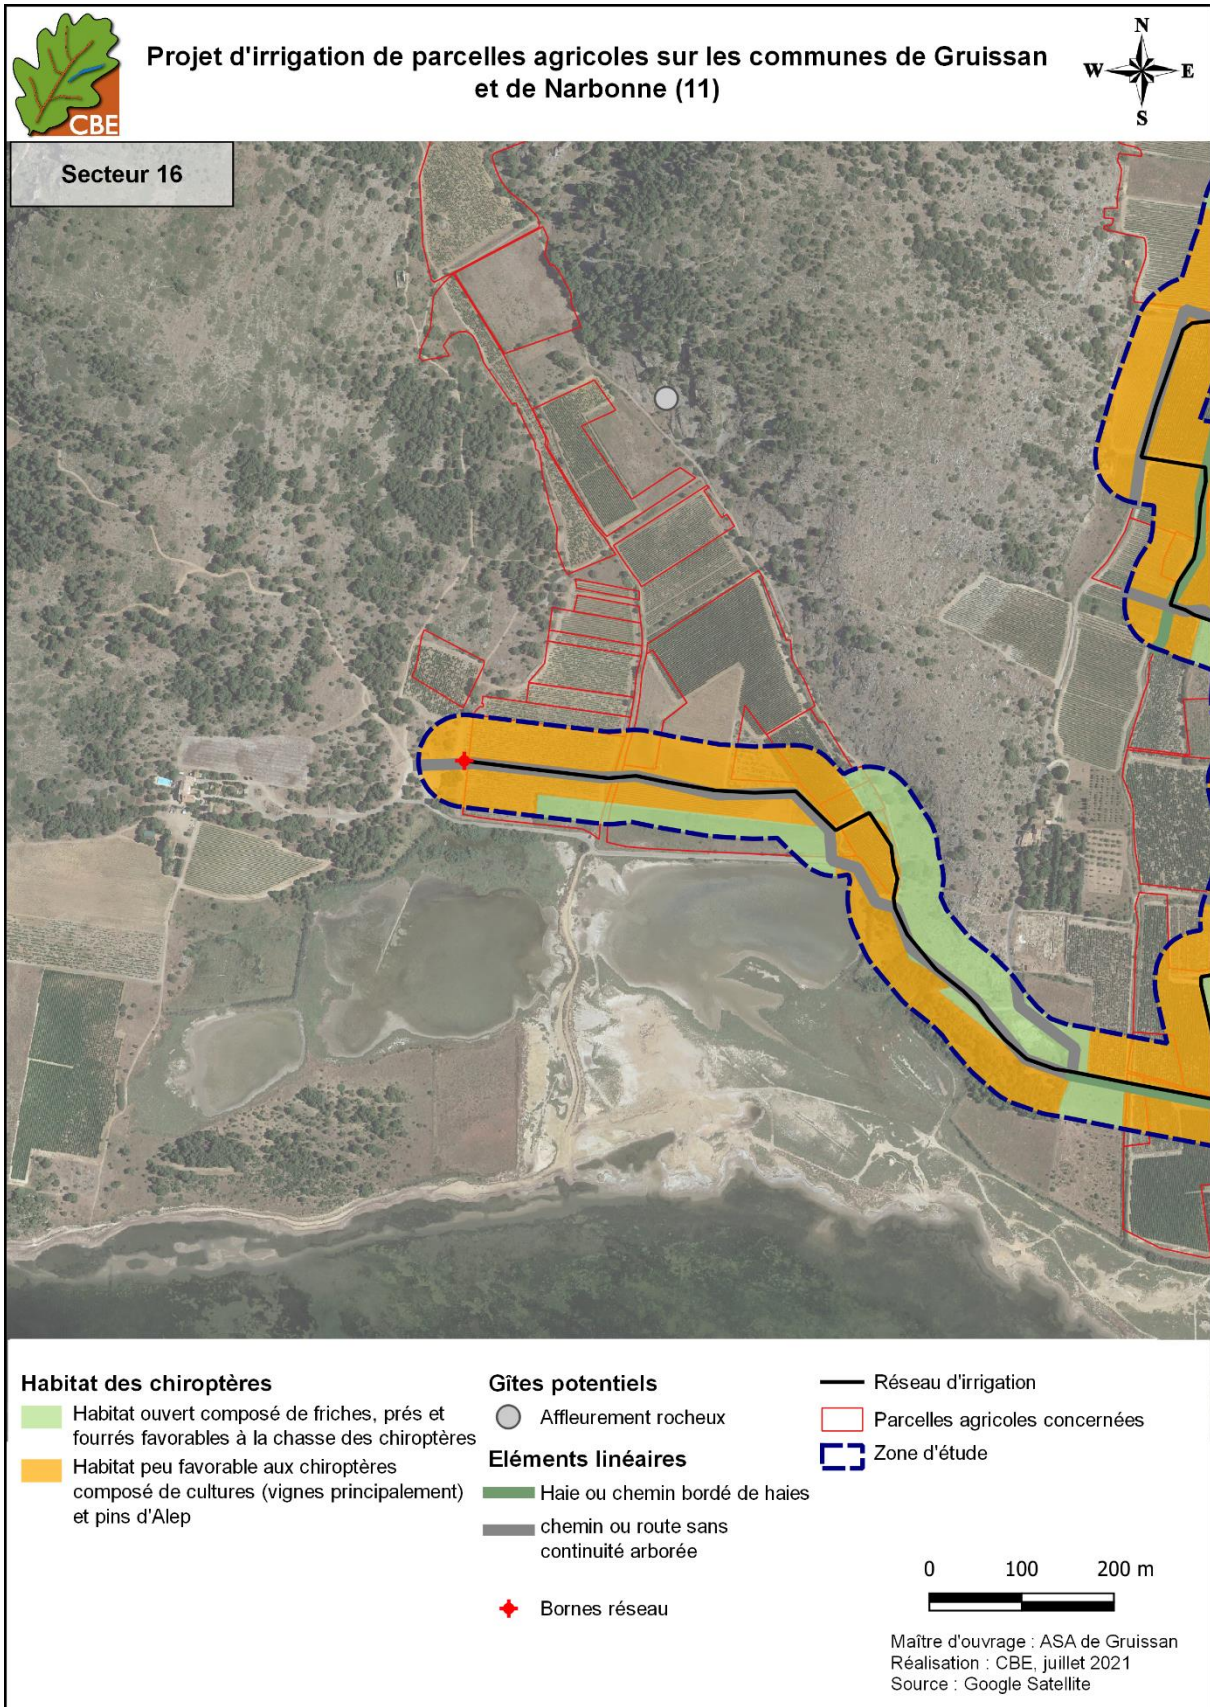 CBE
Projet d'irrigation de parcelles agricoles sur les communes de Gruissan
et de Narbonne (11)
N
W E
S
Secteur 16
Habitat des chiroptères
Habitat ouvert composé de friches, prés et
fourrés favorables à la chasse des chiroptères
Habitat peu favorable aux chiroptères
composé de cultures (vignes principalement)
et pins d'Alep
Gîtes potentiels
Affleurement rocheux
Eléments linéaires
Haie ou chemin bordé de haies
chemin ou route sans
continuité arborée
Bornes réseau
Réseau d'irrigation
Parcelles agricoles concernées
Zone d'étude
0 100 200 m
Maître d'ouvrage : ASA de Gruissan
Réalisation : CBE, juillet 2021
Source : Google Satellite